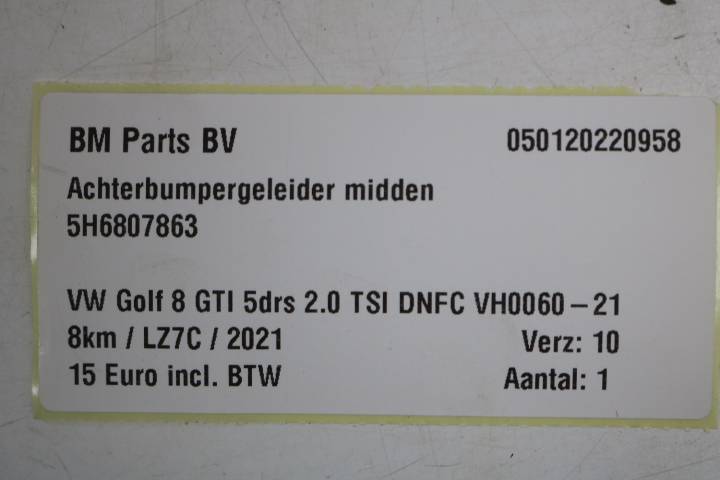 BM Parts BV 050120220958
Achterbumpergeleider midden
5H6807863
VW Golf 8 GTI 5drs 2.0 TSI DNFC VH0060-21
8km / LZ7C / 2021 Verz: 10
15 Euro incl. BTW Aantal: 1